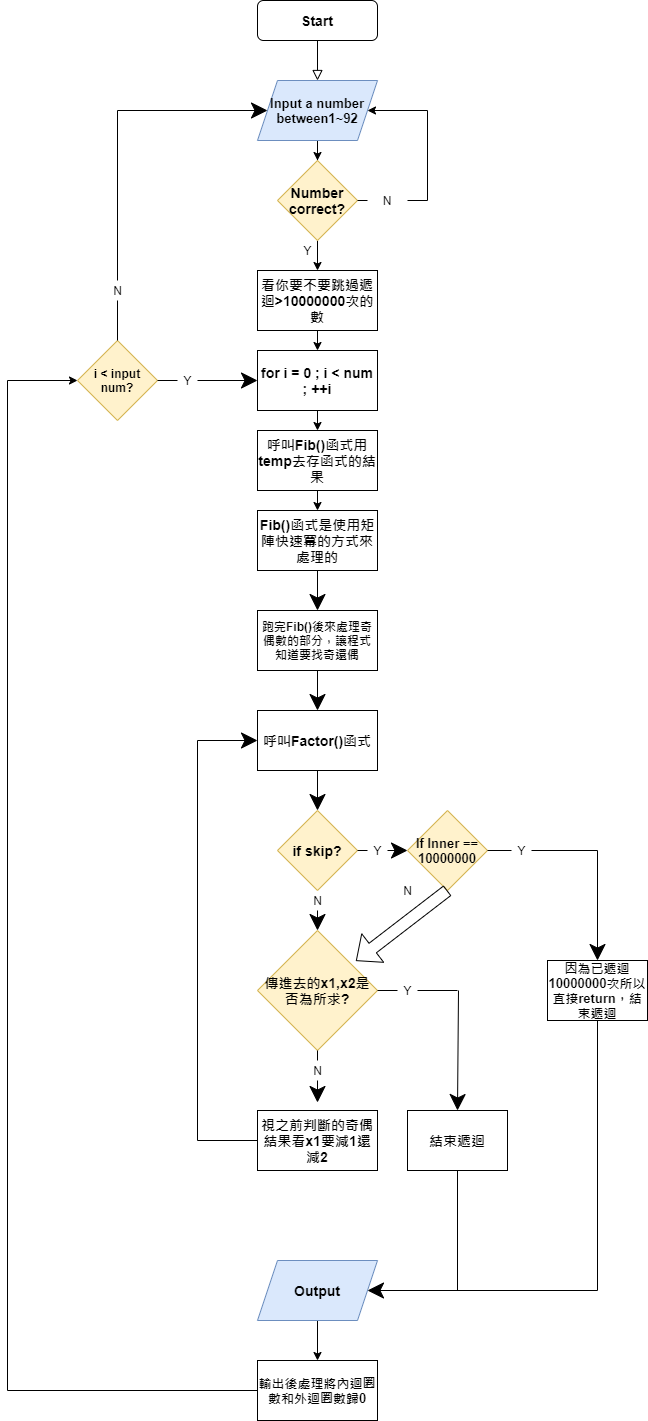 Start
Input a number
between1~92
Number
correct?
N
Y
看你要不要跳過遞
迴>10000000次的
數
N
i < input
num?
Y
for i = 0 ; i < num
; ++i
呼叫Fib()函式用
temp去存函式的結
果
Fib()函式是使用矩
陣快速冪的方式來
處理的
跑完Fib()後來處理奇
偶數的部分，讓程式
知道要找奇還偶
呼叫Factor()函式
if skip?
Y
If Inner ==
10000000
Y
N
N
傳進去的x1,x2是
否為所求?
Y
因為已遞迴
10000000次所以
直接return，結
束遞迴
N
視之前判斷的奇偶
結果看x1要減1還
減2
結束遞迴
Output
輸出後處理將內迴圈
數和外迴圈數歸0